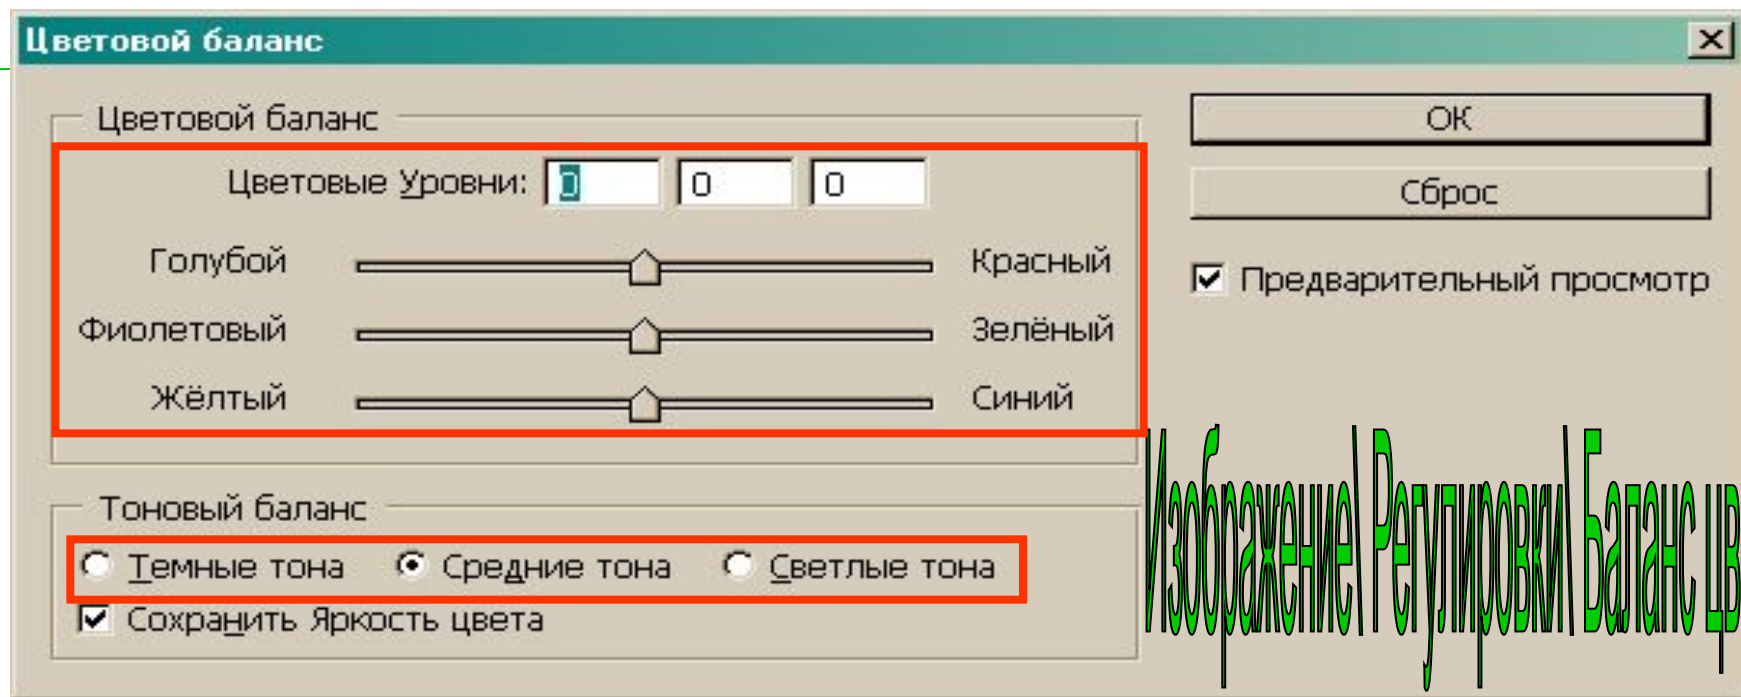 Цветовой баланс
Цветовой баланс
Цветовые Уровни: 0 0 0
Голубой Красный
Фиолетовый Зелёный
Жёлтый Синий
Тоновый баланс
Темные тона Средние тона Светлые тона
Сохранить Яркость цвета
ОК
Сброс
Предварительный просмотр
Изображение\ Регулировки\ Баланс цв